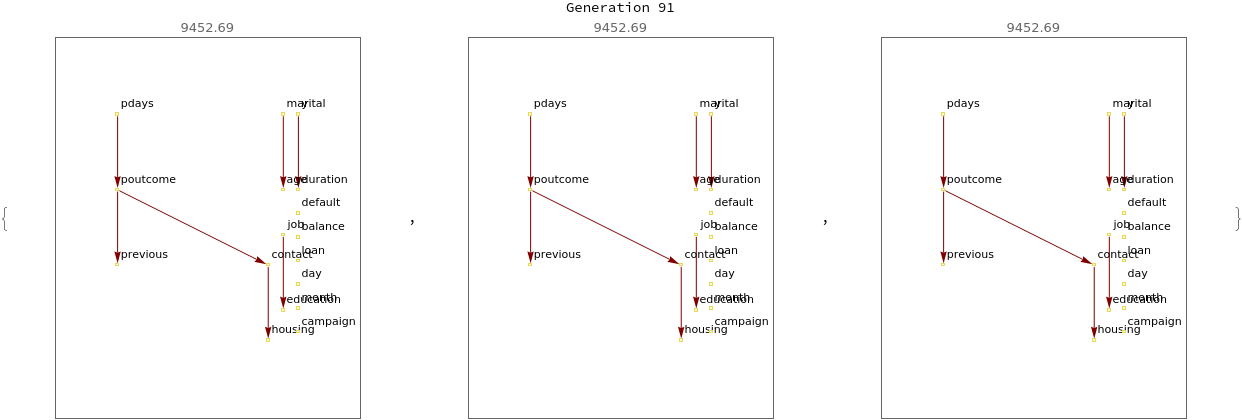 Generation 91
9452.69
9452.69
9452.69
{
,
,
}
pdays
marital
y
poutcome
age
duration
default
job
balance
previous
loan
contact
day
month
education
campaign
housing
pdays
marital
y
poutcome
age
duration
default
job
balance
previous
loan
contact
day
month
education
campaign
housing
pdays
marital
y
poutcome
age
duration
default
job
balance
previous
loan
contact
day
month
education
campaign
housing